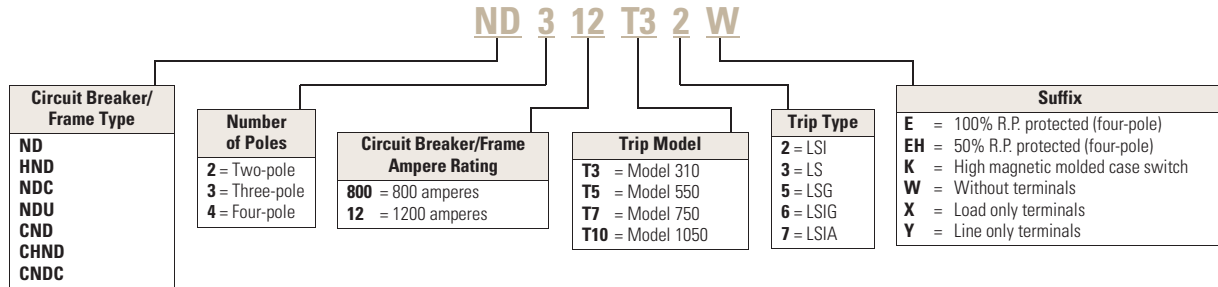 ND 3 12 T3 2 W
Circuit Breaker/
Frame Type
ND
HND
NDC
NDU
CND
CHND
CNDC
Number
of Poles
2 = Two-pole
3 = Three-pole
4 = Four-pole
Circuit Breaker/Frame
Ampere Rating
800 = 800 amperes
12 = 1200 amperes
Trip Model
T3 = Model 310
T5 = Model 550
T7 = Model 750
T10 = Model 1050
Trip Type
2 = LSI
3 = LS
5 = LSG
6 = LSIG
7 = LSIA
Suffix
E = 100% R.P. protected (four-pole)
EH = 50% R.P. protected (four-pole)
K = High magnetic molded case switch
W = Without terminals
X = Load only terminals
Y = Line only terminals